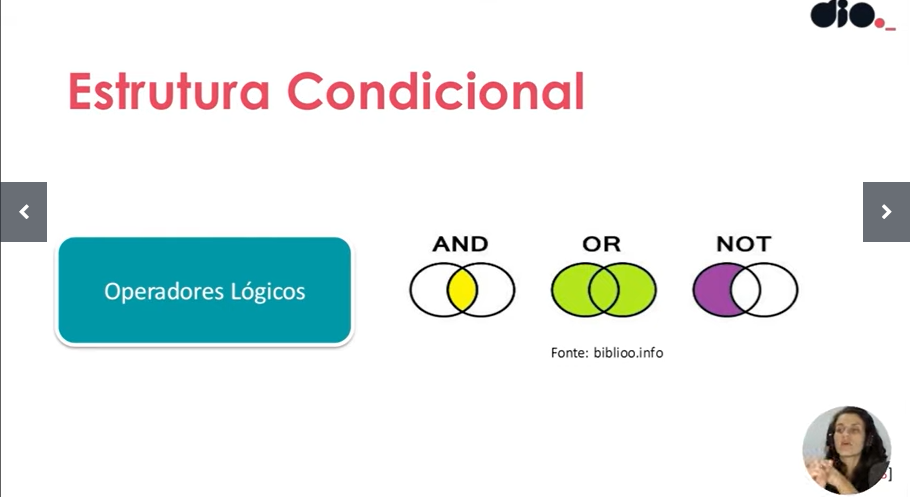 dio._
Estrutura Condicional
AND OR NOT
Operadores Lógicos
Fonte: biblioo.info
]